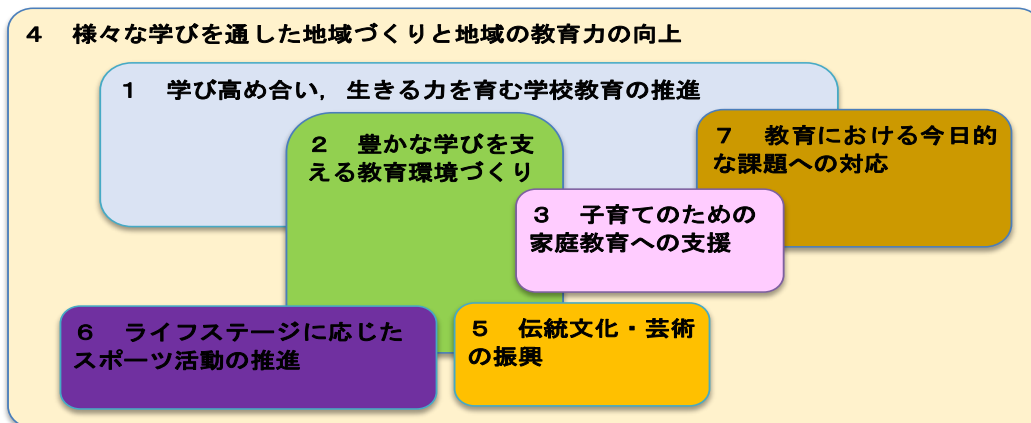 ４　様々な学びを通した地域づくりと地域の教育力の向上
１　学び高め合い，生きる力を育む学校教育の推進
２　豊かな学びを支
える教育環境づくり
７　教育における今日的
な課題への対応
３　子育てのための
家庭教育への支援
６　ライフステージに応じた
スポーツ活動の推進
５　伝統文化・芸術
の振興